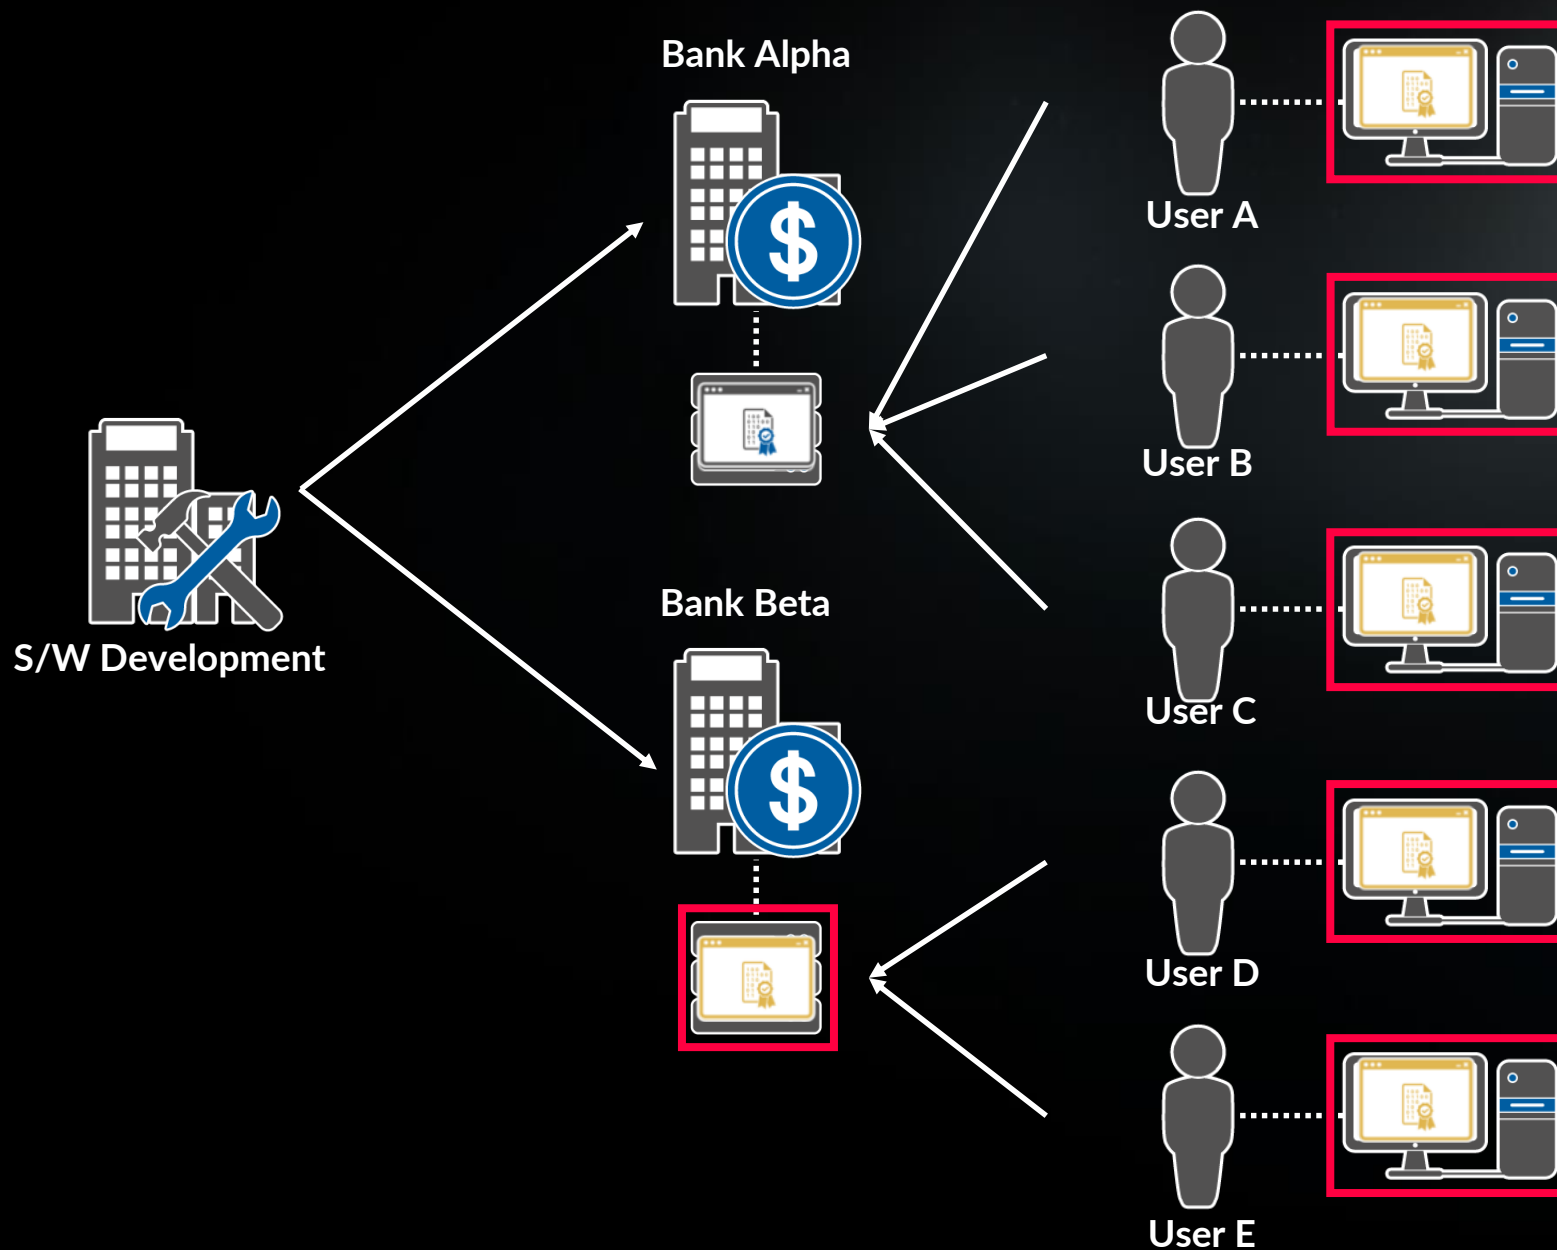 Bank Alpha
User A
User B
S/W Development
Bank Beta
User C
User D
User E